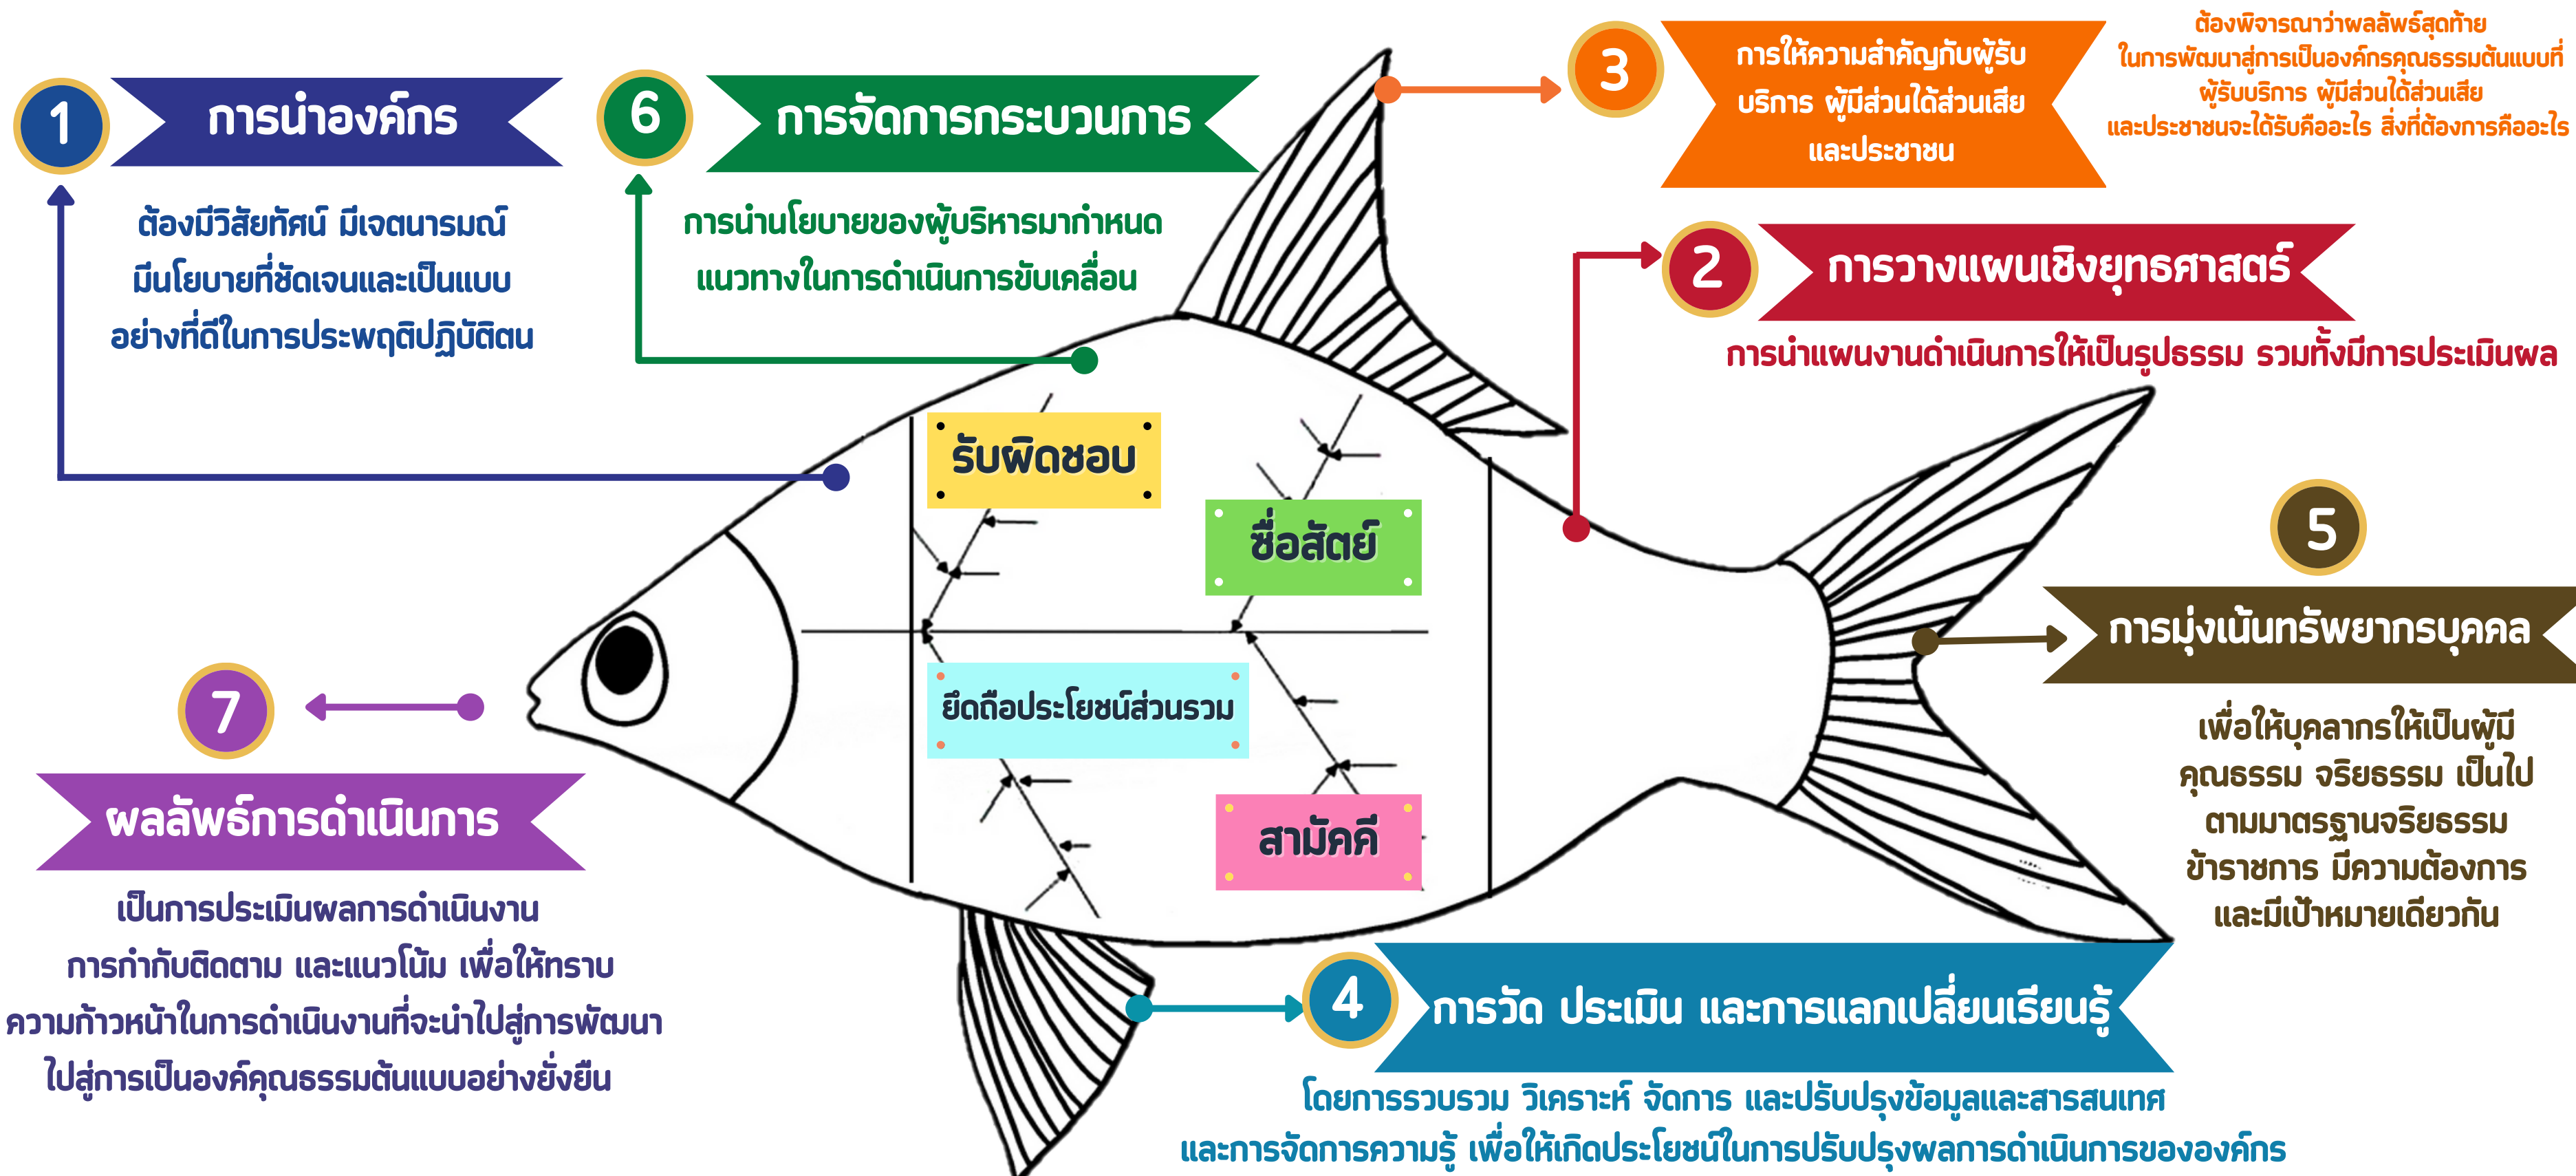 1
การนำองค์กร
ต้องมีวิสัยทัศน์ มีเจตนารมณ์
มีนโยบายที่ชัดเจนและเป็นแบบ
อย่างที่ดีในการประพฤติปฏิบัติตน
6
การจัดการกระบวนการ
การนำนโยบายของผู้บริหารมากำหนด
แนวทางในการดำเนินการขับเคลื่อน
3
การให้ความสำคัญกับผู้รับ
บริการ ผู้มีส่วนได้ส่วนเสีย
และประชาชน
ต้องพิจารณาว่าผลลัพธ์สุดท้าย
ในการพัฒนาสู่การเป็นองค์กรคุณธรรมต้นแบบที่
ผู้รับบริการ ผู้มีส่วนได้ส่วนเสีย
และประชาชนจะได้รับคืออะไร สิ่งที่ต้องการคืออะไร
2
การวางแผนเชิงยุทธศาสตร์
การนำแผนงานดำเนินการให้เป็นรูปธรรม รวมทั้งมีการประเมินผล
รับผิดชอบ
ซื่อสัตย์
ยึดถือประโยชน์ส่วนรวม
สามัคคี
5
การมุ่งเน้นทรัพยากรบุคคล
เพื่อให้บุคลากรให้เป็นผู้มี
คุณธรรม จริยธรรม เป็นไป
ตามมาตรฐานจริยธรรม
ข้าราชการ มีความต้องการ
และมีเป้าหมายเดียวกัน
7
ผลลัพธ์การดำเนินการ
เป็นการประเมินผลการดำเนินงาน
การกำกับติดตาม และแนวโน้ม เพื่อให้ทราบ
ความก้าวหน้าในการดำเนินงานที่จะนำไปสู่การพัฒนา
ไปสู่การเป็นองค์คุณธรรมต้นแบบอย่างยั่งยืน
4
การวัด ประเมิน และการแลกเปลี่ยนเรียนรู้
โดยการรวบรวม วิเคราะห์ จัดการ และปรับปรุงข้อมูลและสารสนเทศ
และการจัดการความรู้ เพื่อให้เกิดประโยชน์ในการปรับปรุงผลการดำเนินการขององค์กร